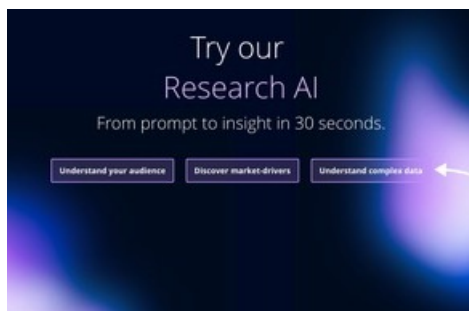 Try our
Research AI
From prompt to insight in 30 seconds.
Understand your audience
Discover market-drivers
Understand complex data